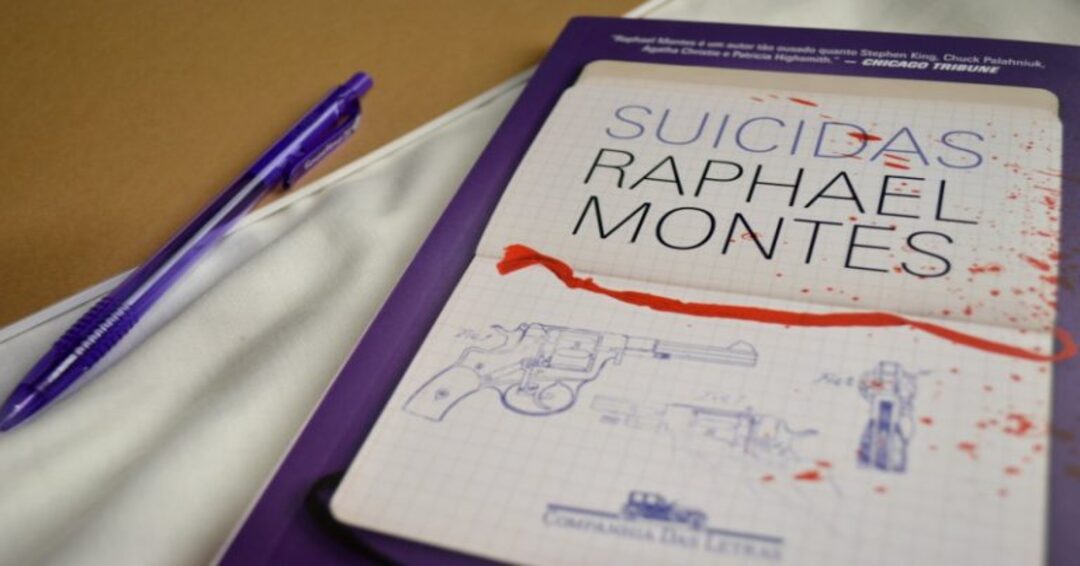 "Raphael Montes é um autor tão ousado quanto Stephen King, Chuck Palahniuk,
Agatha Christie e Patricia Highsmith." — CHICAGO TRIBUNE
SUICIDAS
RAPHAEL
MONTES
COMPANHIA DAS LETRAS